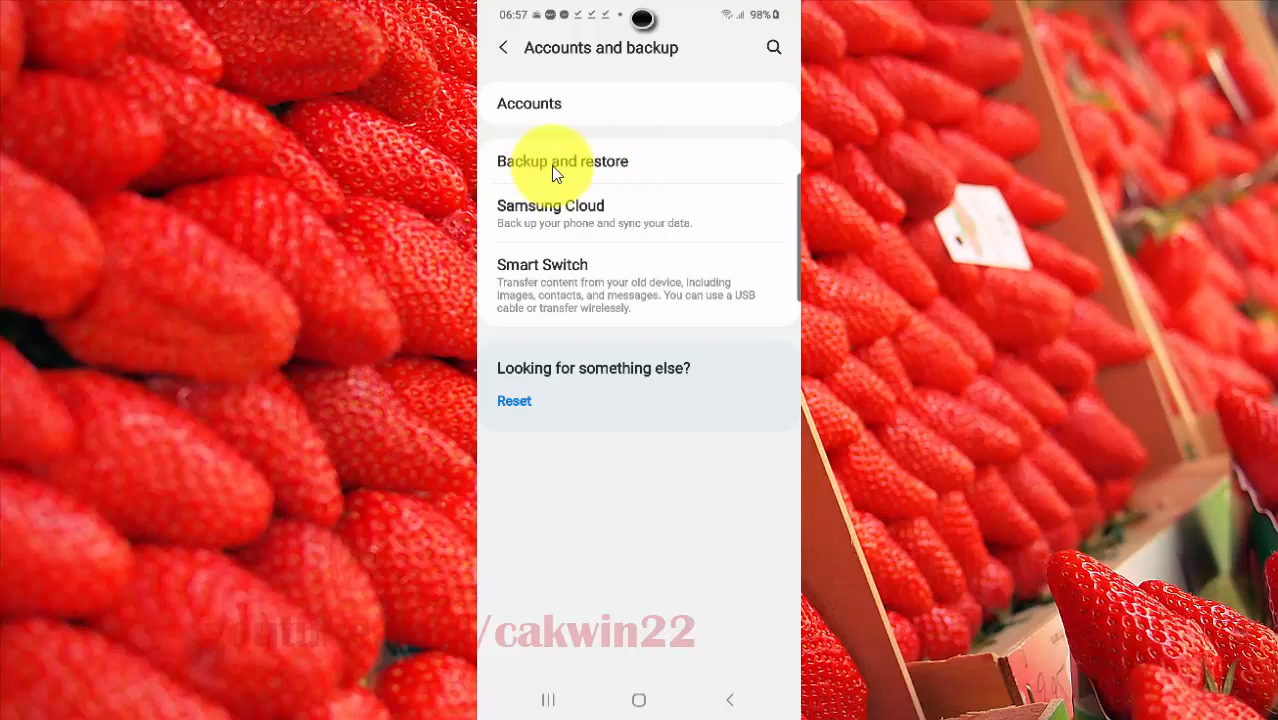 06:57
98%
Accounts and backup
Accounts
Backup and restore
Samsung Cloud
Back up your phone and sync your data.
Smart Switch
Transfer content from your old device, including
images, contacts, and messages. You can use a USB
cable or transfer wirelessly.
Looking for something else?
Reset
/cakwin22